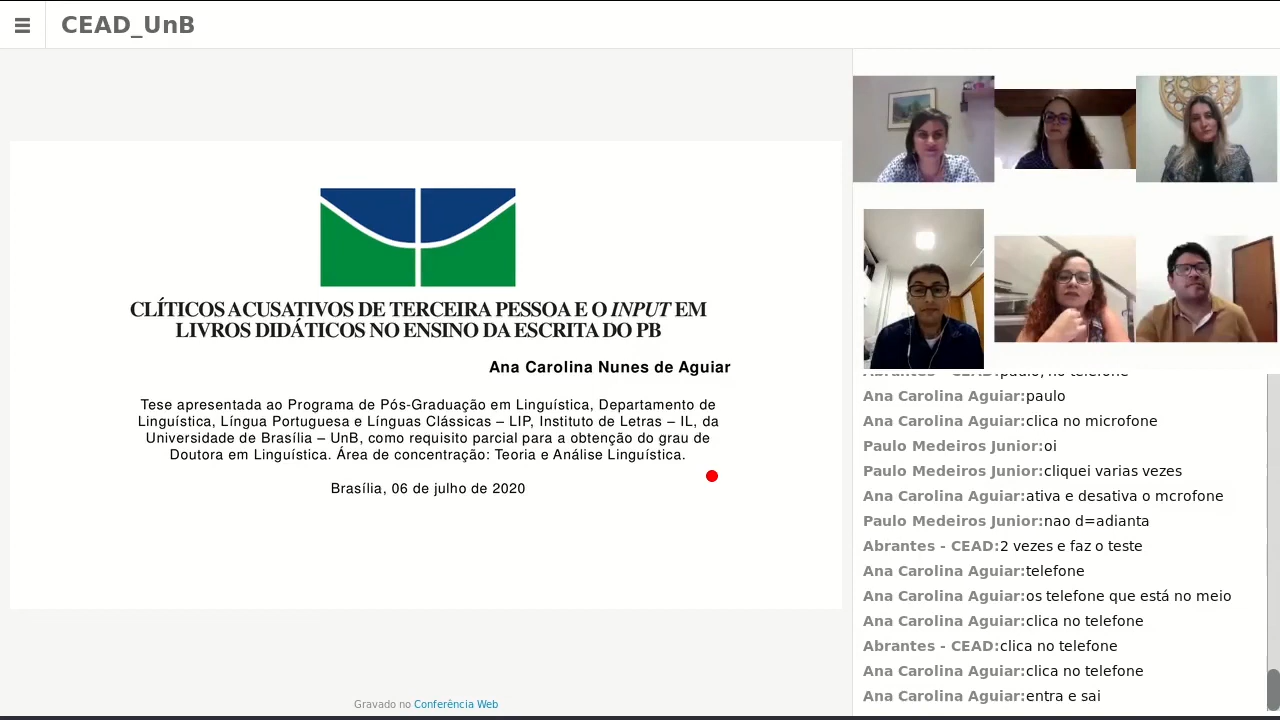 CEAD_UnB
CLÍTICOS ACUSATIVOS DE TERCEIRA PESSOA E O INPUT EM
LIVROS DIDÁTICOS NO ENSINO DA ESCRITA DO PB
Ana Carolina Nunes de Aguiar
Tese apresentada ao Programa de Pós-Graduação em Linguística, Departamento de
Linguística, Língua Portuguesa e Línguas Clássicas – LIP, Instituto de Letras – IL, da
Universidade de Brasília – UnB, como requisito parcial para a obtenção do grau de
Doutora em Linguística. Área de concentração: Teoria e Análise Linguística.
Brasília, 06 de julho de 2020
Gravado no Conferência Web
Abrantes - CEAD:paulo, no telefone
Ana Carolina Aguiar:paulo
Ana Carolina Aguiar:clica no microfone
Paulo Medeiros Junior:oi
Paulo Medeiros Junior:cliquei varias vezes
Ana Carolina Aguiar:ativa e desativa o mcrofone
Paulo Medeiros Junior:nao d=adianta
Abrantes - CEAD:2 vezes e faz o teste
Ana Carolina Aguiar:telefone
Ana Carolina Aguiar:os telefone que está no meio
Ana Carolina Aguiar:clica no telefone
Abrantes - CEAD:clica no telefone
Ana Carolina Aguiar:clica no telefone
Ana Carolina Aguiar:entra e sai